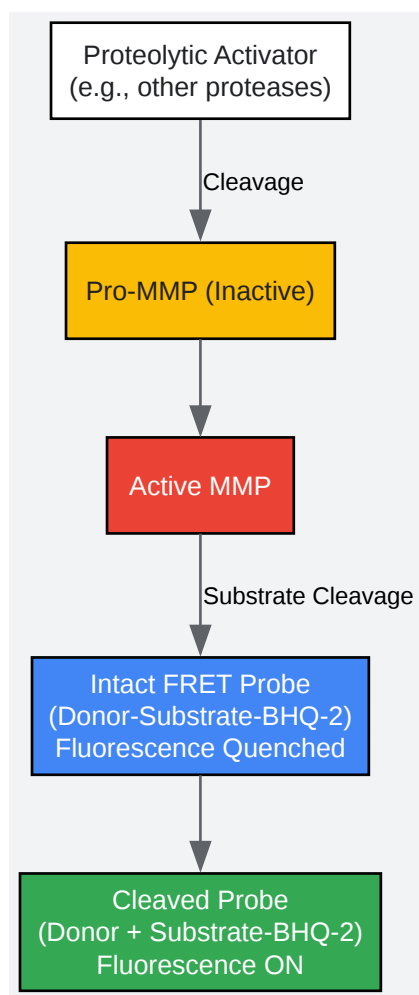 Proteolytic Activator
(e.g., other proteases)
Cleavage
Pro-MMP (Inactive)
Active MMP
Substrate Cleavage
Intact FRET Probe
(Donor-Substrate-BHQ-2)
Fluorescence Quenched
Cleaved Probe
(Donor + Substrate-BHQ-2)
Fluorescence ON